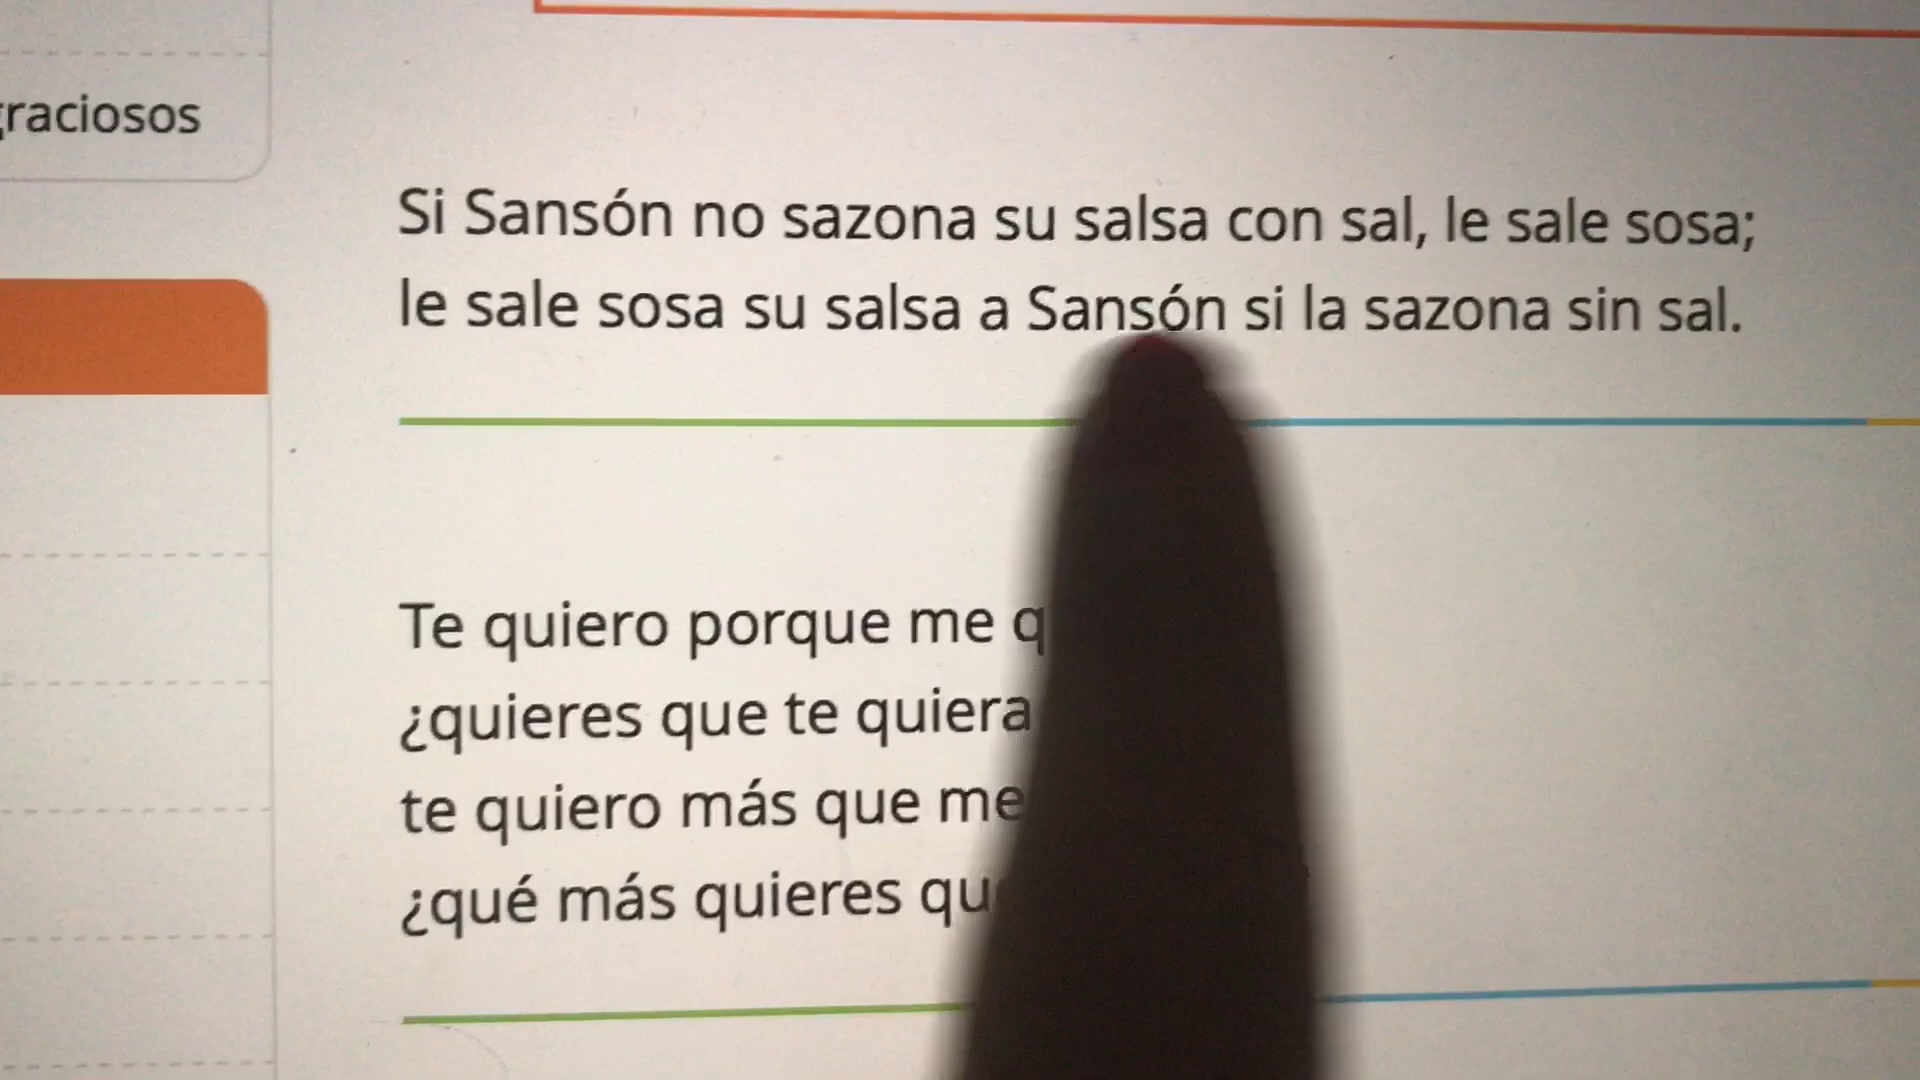 graciosos
Si Sansón no sazona su salsa con sal, le sale sosa;
le sale sosa su salsa a Sansón si la sazona sin sal.
Te quiero porque me
¿quieres que te quiera
te quiero más que me
¿qué más quieres